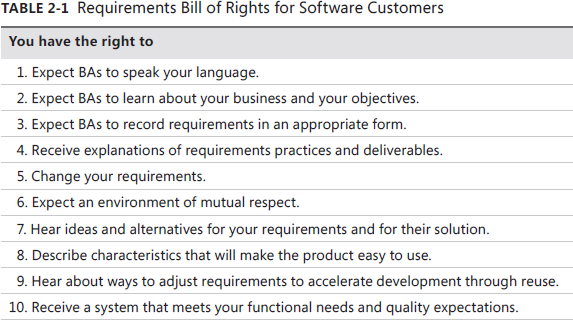 TABLE 2-1 Requirements Bill of Rights for Software Customers
You have the right to
1. Expect BAs to speak your language.
2. Expect BAs to learn about your business and your objectives.
3. Expect BAs to record requirements in an appropriate form.
4. Receive explanations of requirements practices and deliverables.
5. Change your requirements.
6. Expect an environment of mutual respect.
7. Hear ideas and alternatives for your requirements and for their solution.
8. Describe characteristics that will make the product easy to use.
9. Hear about ways to adjust requirements to accelerate development through reuse.
10. Receive a system that meets your functional needs and quality expectations.